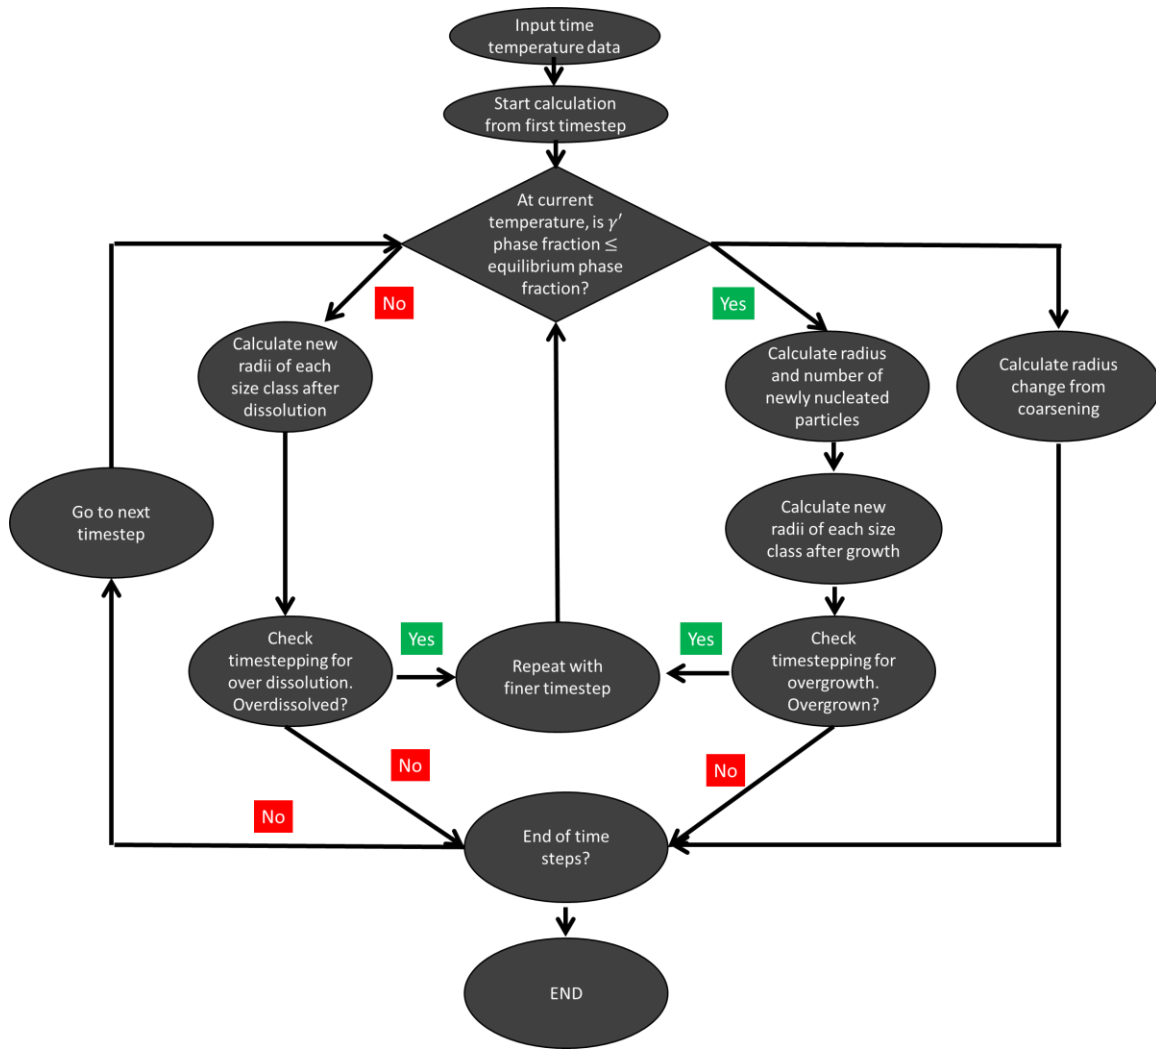 Input time
temperature data
Start calculation
from first timestep
At current
temperature, is γ′
phase fraction ≤
equilibrium phase
fraction?
No
Yes
Calculate new
radii of each
size class after
dissolution
Calculate radius
and number of
newly nucleated
particles
Calculate radius
change from
coarsening
Go to next
timestep
Calculate new
radii of each size
class after growth
Check
timestepping for
over dissolution.
Overdissolved?
Yes
Repeat with
finer timestep
Yes
Check
timestepping for
overgrowth.
Overgrown?
No
No
No
End of time
steps?
END